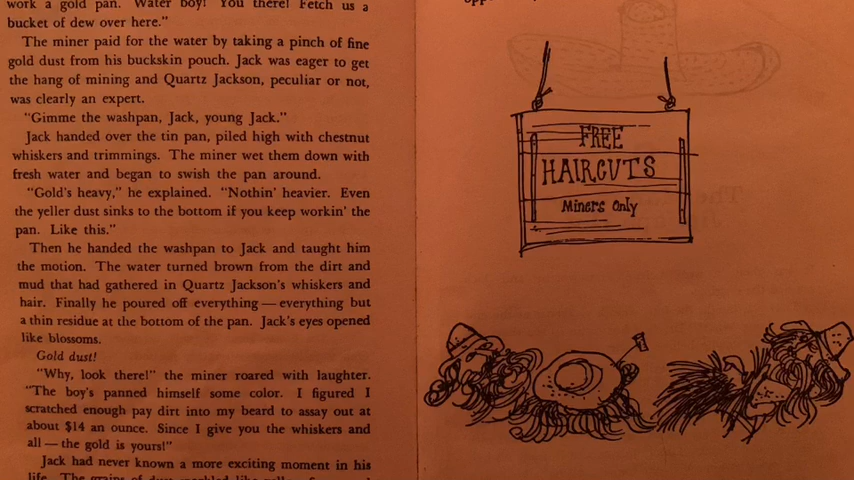 work a gold pan. Water boy! You there! Fetch us a
bucket of dew over here."
The miner paid for the water by taking a pinch of fine
gold dust from his buckskin pouch. Jack was eager to get
the hang of mining and Quartz Jackson, peculiar or not,
was clearly an expert.
"Gimme the washpan, Jack, young Jack."
Jack handed over the tin pan, piled high with chestnut
whiskers and trimmings. The miner wet them down with
fresh water and began to swish the pan around.
"Gold's heavy," he explained. "Nothin' heavier. Even
the yeller dust sinks to the bottom if you keep workin' the
pan. Like this."
Then he handed the washpan to Jack and taught him
the motion. The water turned brown from the dirt and
mud that had gathered in Quartz Jackson's whiskers and
hair. Finally he poured off everything — everything but
a thin residue at the bottom of the pan. Jack's eyes opened
like blossoms.
Gold dust!
"Why, look there!" the miner roared with laughter.
"The boy's panned himself some color. I figured I
scratched enough pay dirt into my beard to assay out at
about $14 an ounce. Since I give you the whiskers and
all — the gold is yours!"
Jack had never known a more exciting moment in his
life. The grains of dust
FREE
HAIRCUTS
Miners Only